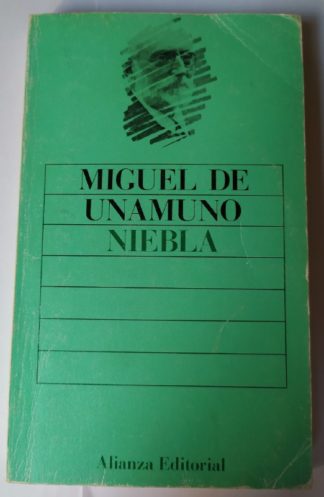 MIGUEL DE
UNAMUNO
NIEBLA
Alianza Editorial